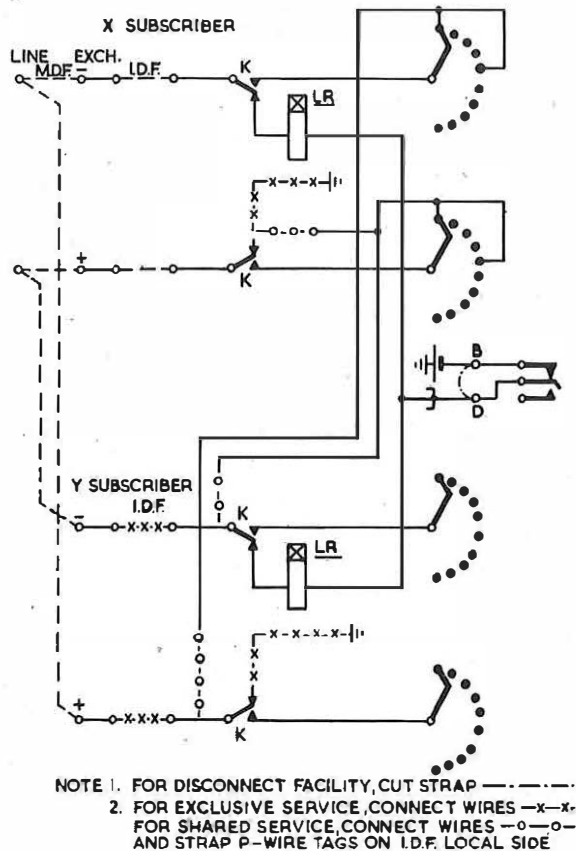 X SUBSCRIBER
LINE EXCH.
M.D.F. − I.D.F.
K
LR
+
K
B
D
Y SUBSCRIBER
I.D.F.
−
K
LR
+
K
NOTE 1. FOR DISCONNECT FACILITY, CUT STRAP
2. FOR EXCLUSIVE SERVICE, CONNECT WIRES —x—x-
FOR SHARED SERVICE, CONNECT WIRES —o—o—
AND STRAP P-WIRE TAGS ON I.D.F. LOCAL SIDE